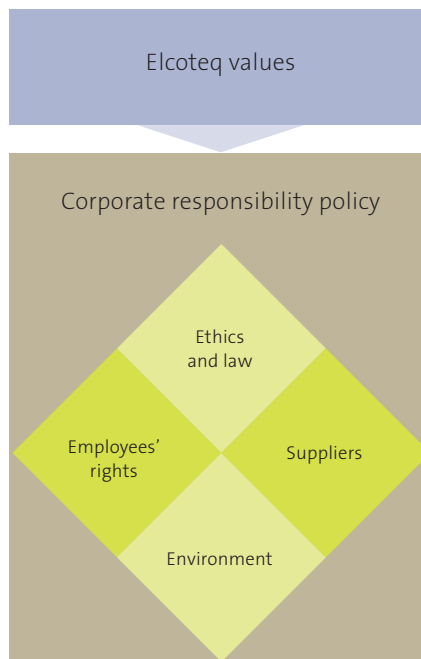 Elcoteq values
Corporate responsibility policy
Ethics
and law
Employees’
rights
Suppliers
Environment